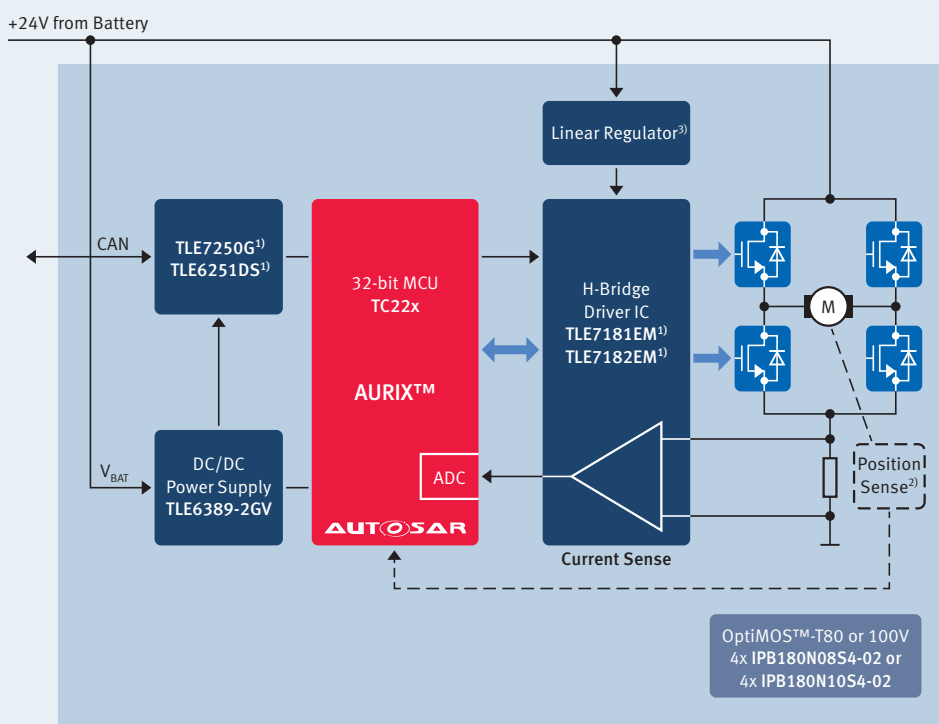 +24V from Battery
Linear Regulator³⁾
CAN
TLE7250G¹⁾
TLE6251DS¹⁾
32-bit MCU
TC22x
AURIX™
H-Bridge
Driver IC
TLE7181EM¹⁾
TLE7182EM¹⁾
M
V_BAT
DC/DC
Power Supply
TLE6389-2GV
ADC
AUTOSAR
Position
Sense²⁾
Current Sense
OptiMOS™-T80 or 100V
4x IPB180N08S4-02 or
4x IPB180N10S4-02